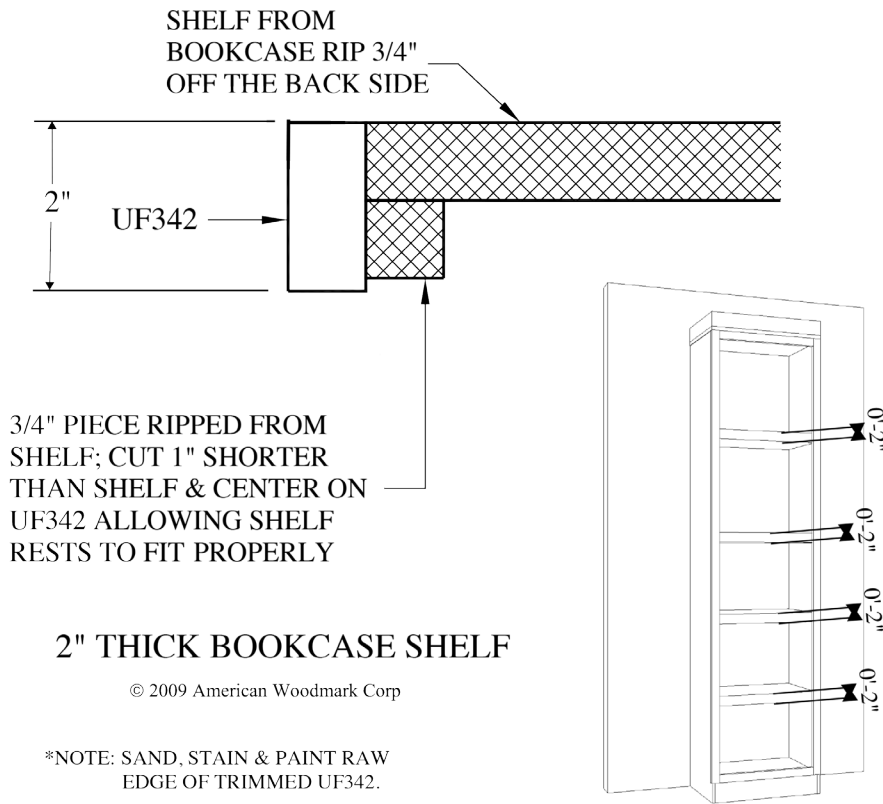 SHELF FROM
BOOKCASE RIP 3/4"
OFF THE BACK SIDE
2"
UF342
3/4" PIECE RIPPED FROM
SHELF; CUT 1" SHORTER
THAN SHELF & CENTER ON
UF342 ALLOWING SHELF
RESTS TO FIT PROPERLY
0'-2"
0'-2"
0'-2"
0'-2"
2" THICK BOOKCASE SHELF
© 2009 American Woodmark Corp
*NOTE: SAND, STAIN & PAINT RAW
EDGE OF TRIMMED UF342.